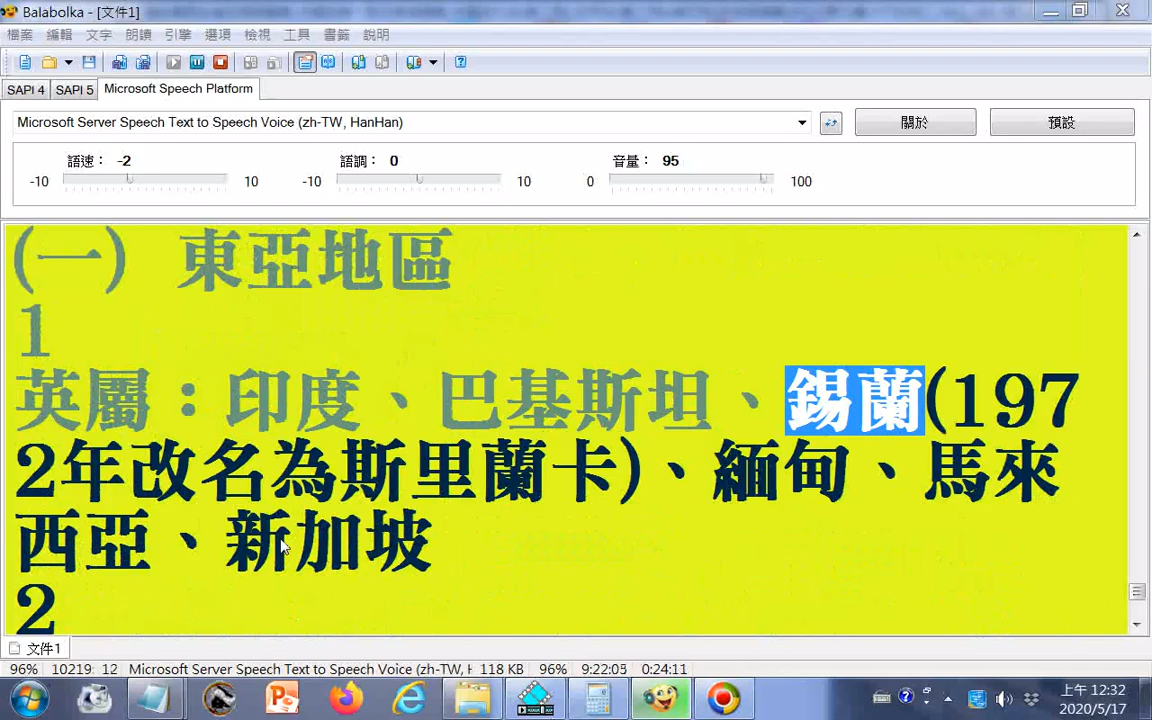 Balabolka - [文件1]
檔案 編輯 文字 朗讀 引擎 選項 檢視 工具 書籤 說明
SAPI 4 SAPI 5 Microsoft Speech Platform
Microsoft Server Speech Text to Speech Voice (zh-TW, HanHan) 關於 預設
語速： -2 語調： 0 音量： 95
-10 10 -10 10 0 100
(一) 東亞地區
1
英屬：印度、巴基斯坦、錫蘭(197
2年改名為斯里蘭卡)、緬甸、馬來
西亞、新加坡
2
文件1
96% 10219: 12 Microsoft Server Speech Text to Speech Voice (zh-TW, H 118 KB 96% 9:22:05 0:24:11
上午 12:32
2020/5/17